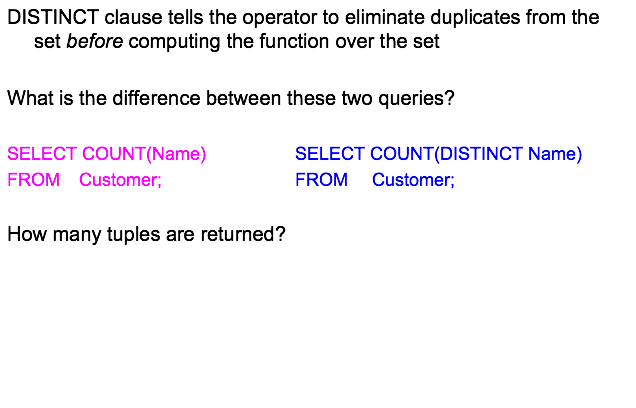 DISTINCT clause tells the operator to eliminate duplicates from the
set before computing the function over the set
What is the difference between these two queries?
SELECT COUNT(Name)
FROM Customer;
SELECT COUNT(DISTINCT Name)
FROM Customer;
How many tuples are returned?